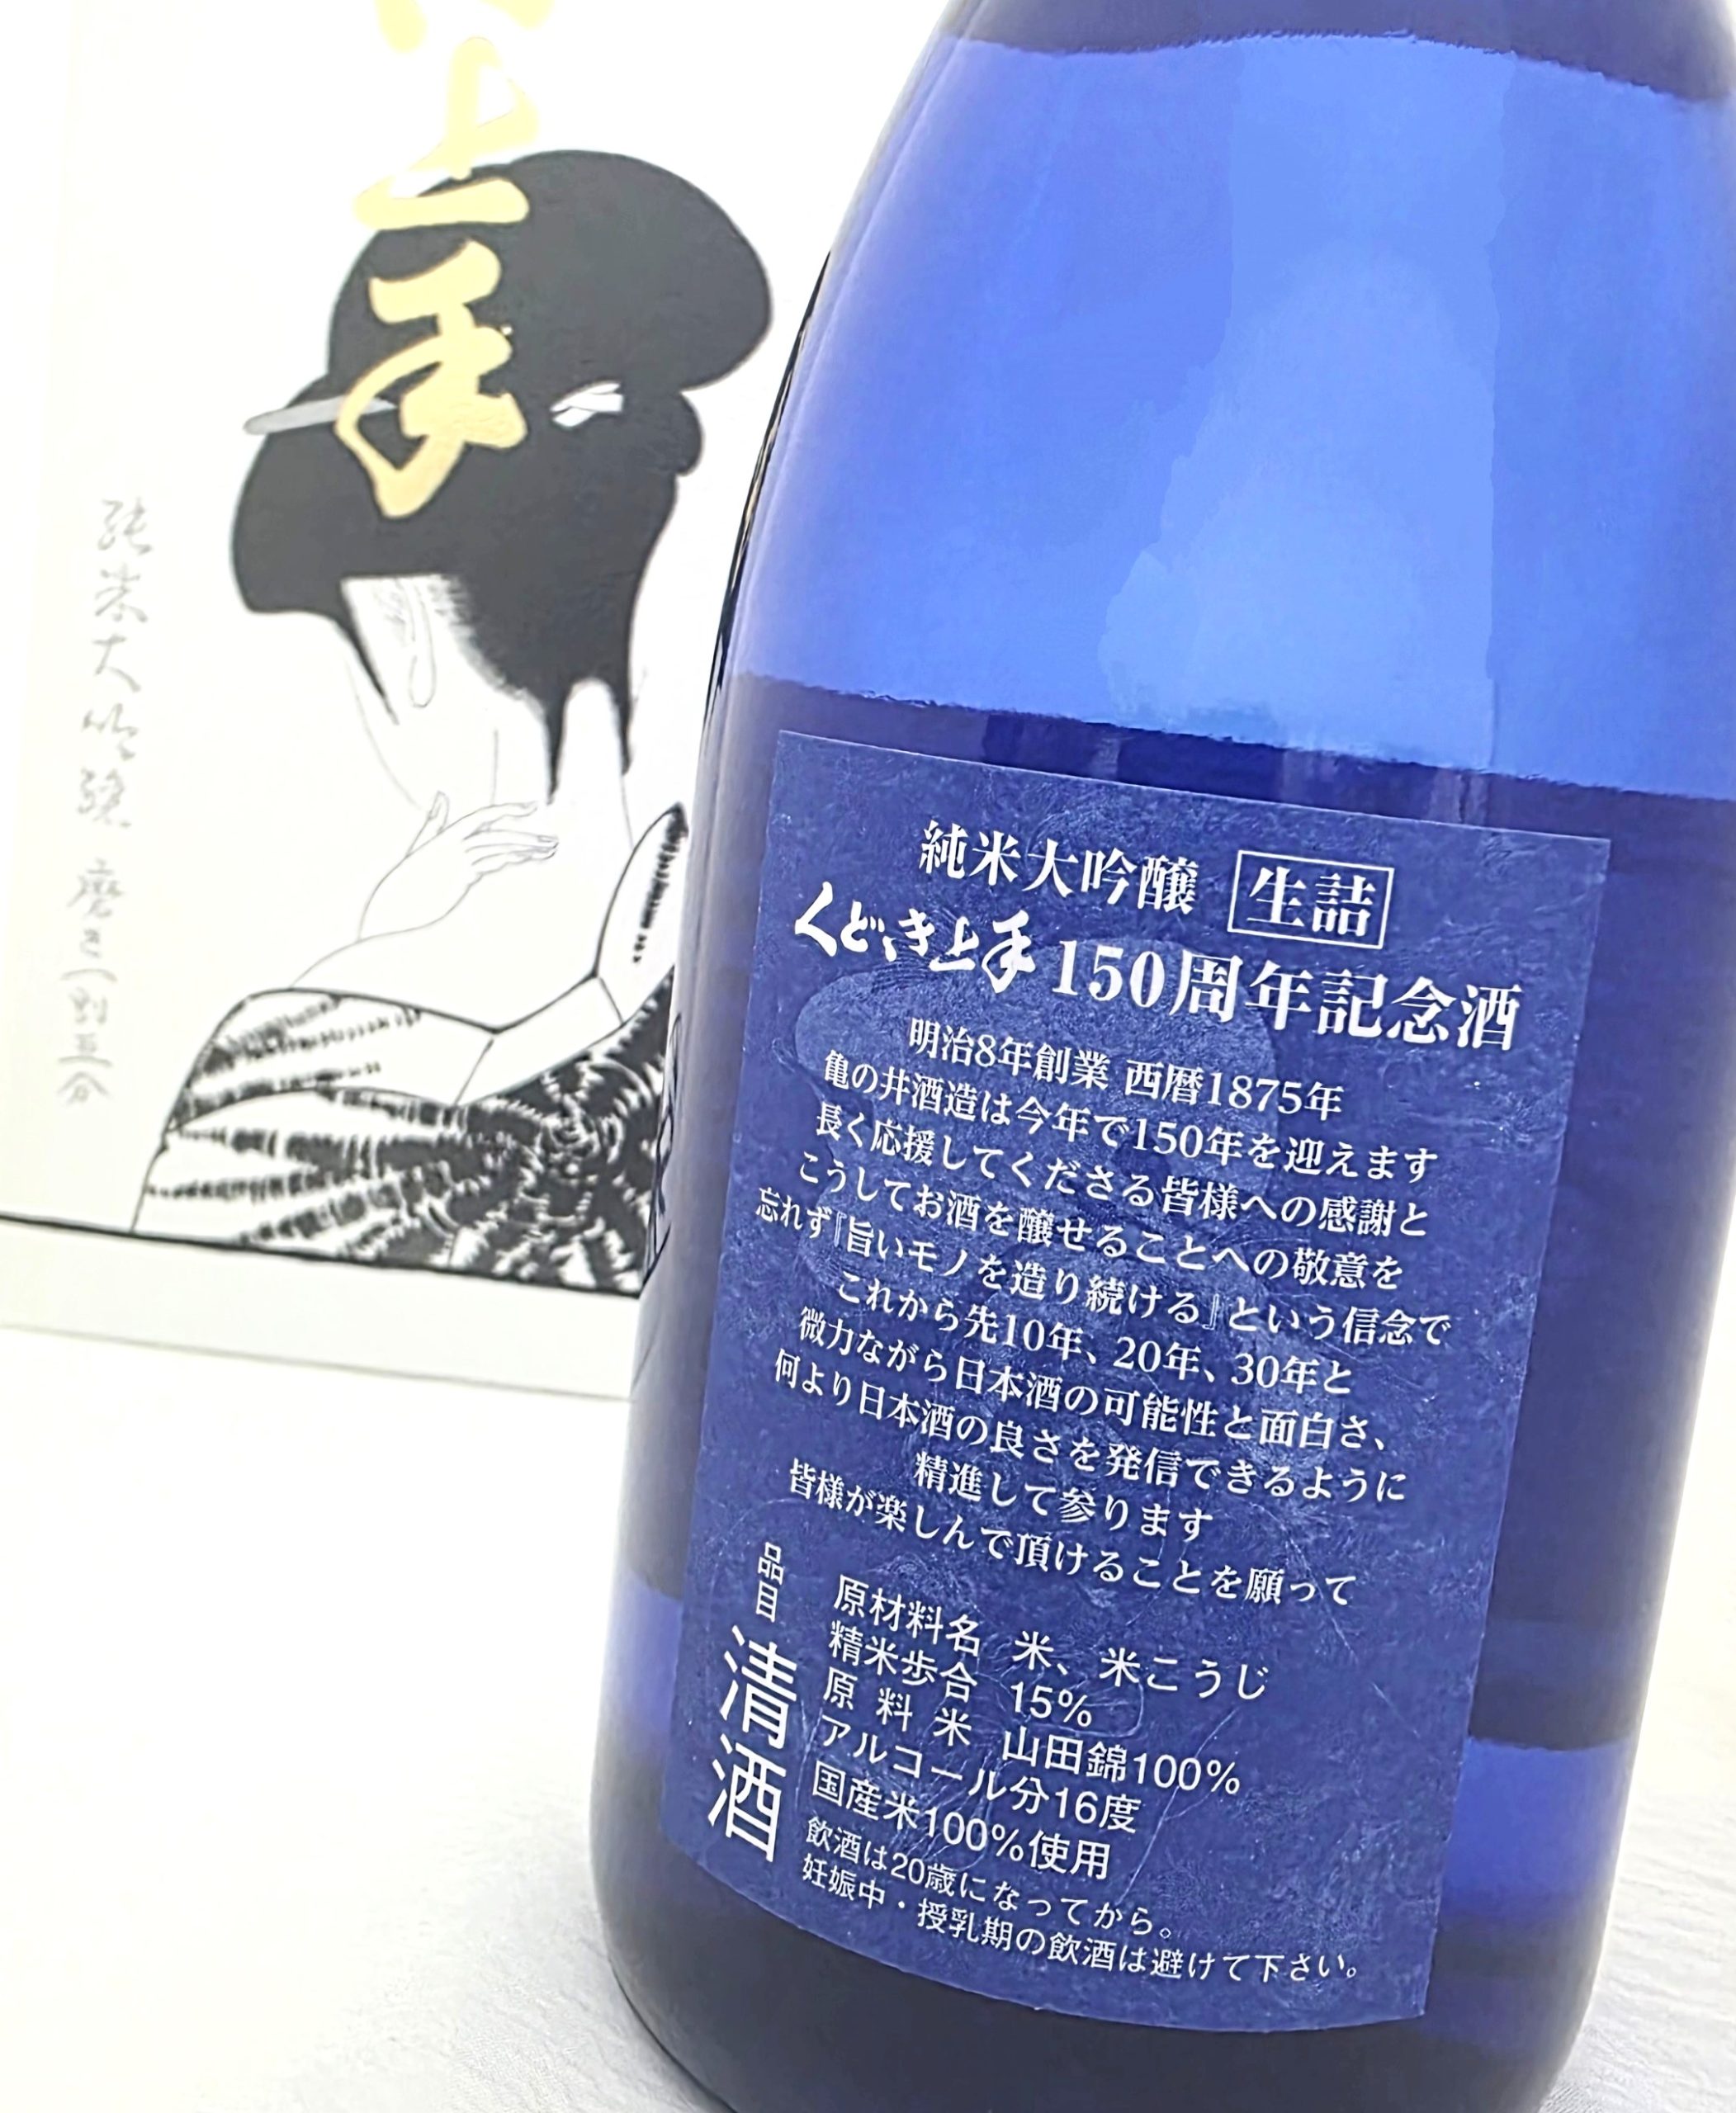 上手
純米大吟醸 磨き一割五分
純米大吟醸 生詰
くどき上手 150周年記念酒
明治8年創業 西暦1875年
亀の井酒造は今年で150年を迎えます
長く応援してくださる皆様への感謝と
こうしてお酒を醸せることへの敬意を
忘れず『旨いモノを造り続ける』という信念で
これから先10年、20年、30年と
微力ながら日本酒の可能性と面白さ、
何より日本酒の良さを発信できるように
精進して参ります
皆様が楽しんで頂けることを願って
品目
清酒
原材料名 米、米こうじ
精米歩合 15%
原料米 山田錦100%
アルコール分16度
国産米100%使用
飲酒は20歳になってから。
妊娠中・授乳期の飲酒は避けて下さい。